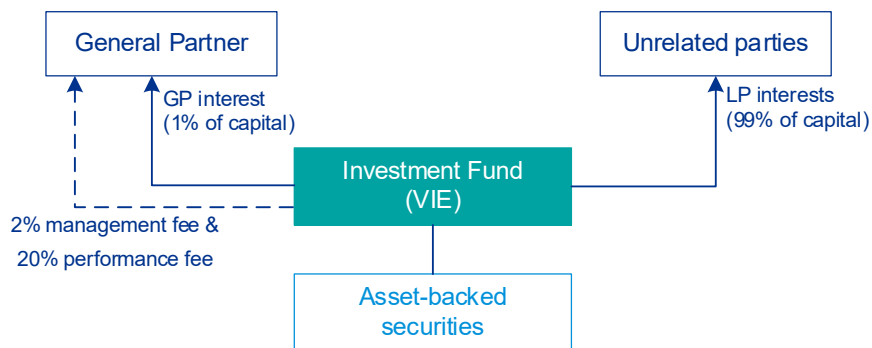 General Partner
Unrelated parties
GP interest
(1% of capital)
LP interests
(99% of capital)
Investment Fund
(VIE)
2% management fee &
20% performance fee
Asset-backed
securities